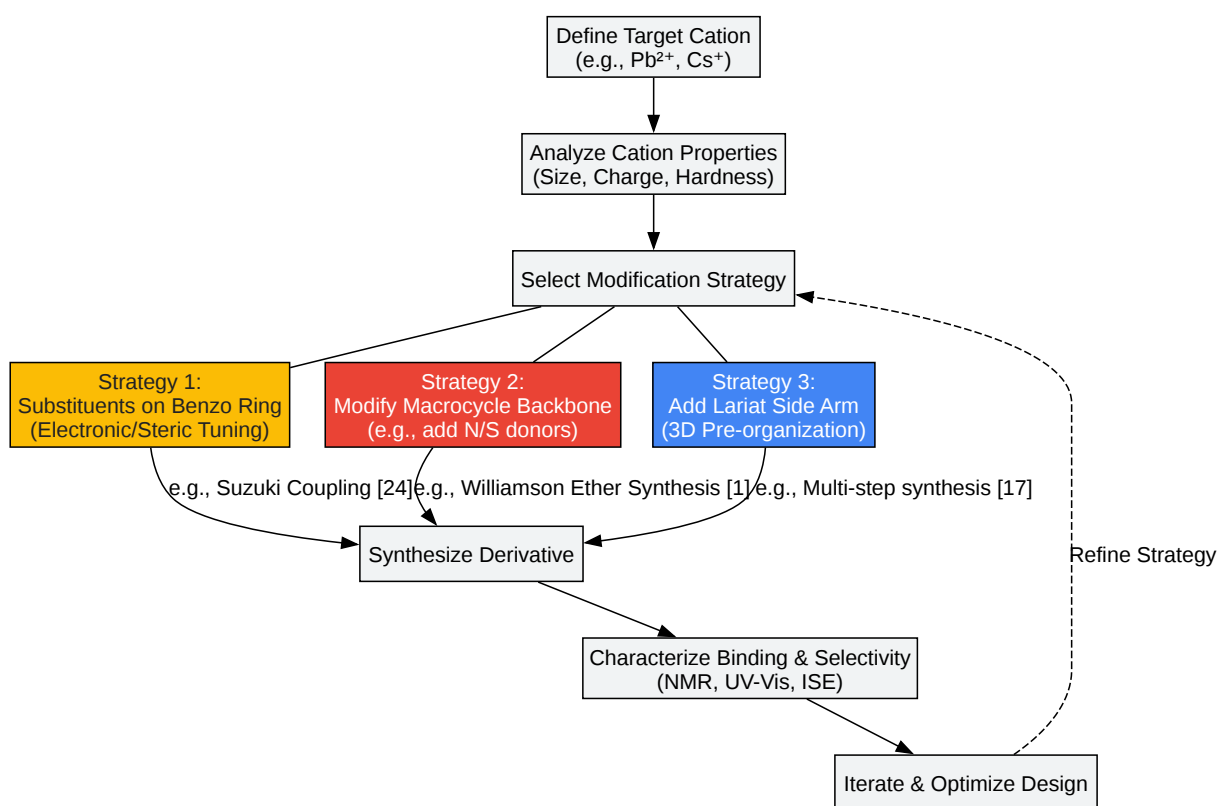 Define Target Cation
(e.g., Pb²⁺, Cs⁺)
Analyze Cation Properties
(Size, Charge, Hardness)
Select Modification Strategy
Strategy 1:
Substituents on Benzo Ring
(Electronic/Steric Tuning)
Strategy 2:
Modify Macrocycle Backbone
(e.g., add N/S donors)
Strategy 3:
Add Lariat Side Arm
(3D Pre-organization)
e.g., Suzuki Coupling [24]
e.g., Williamson Ether Synthesis [1]
e.g., Multi-step synthesis [17]
Synthesize Derivative
Refine Strategy
Characterize Binding & Selectivity
(NMR, UV-Vis, ISE)
Iterate & Optimize Design